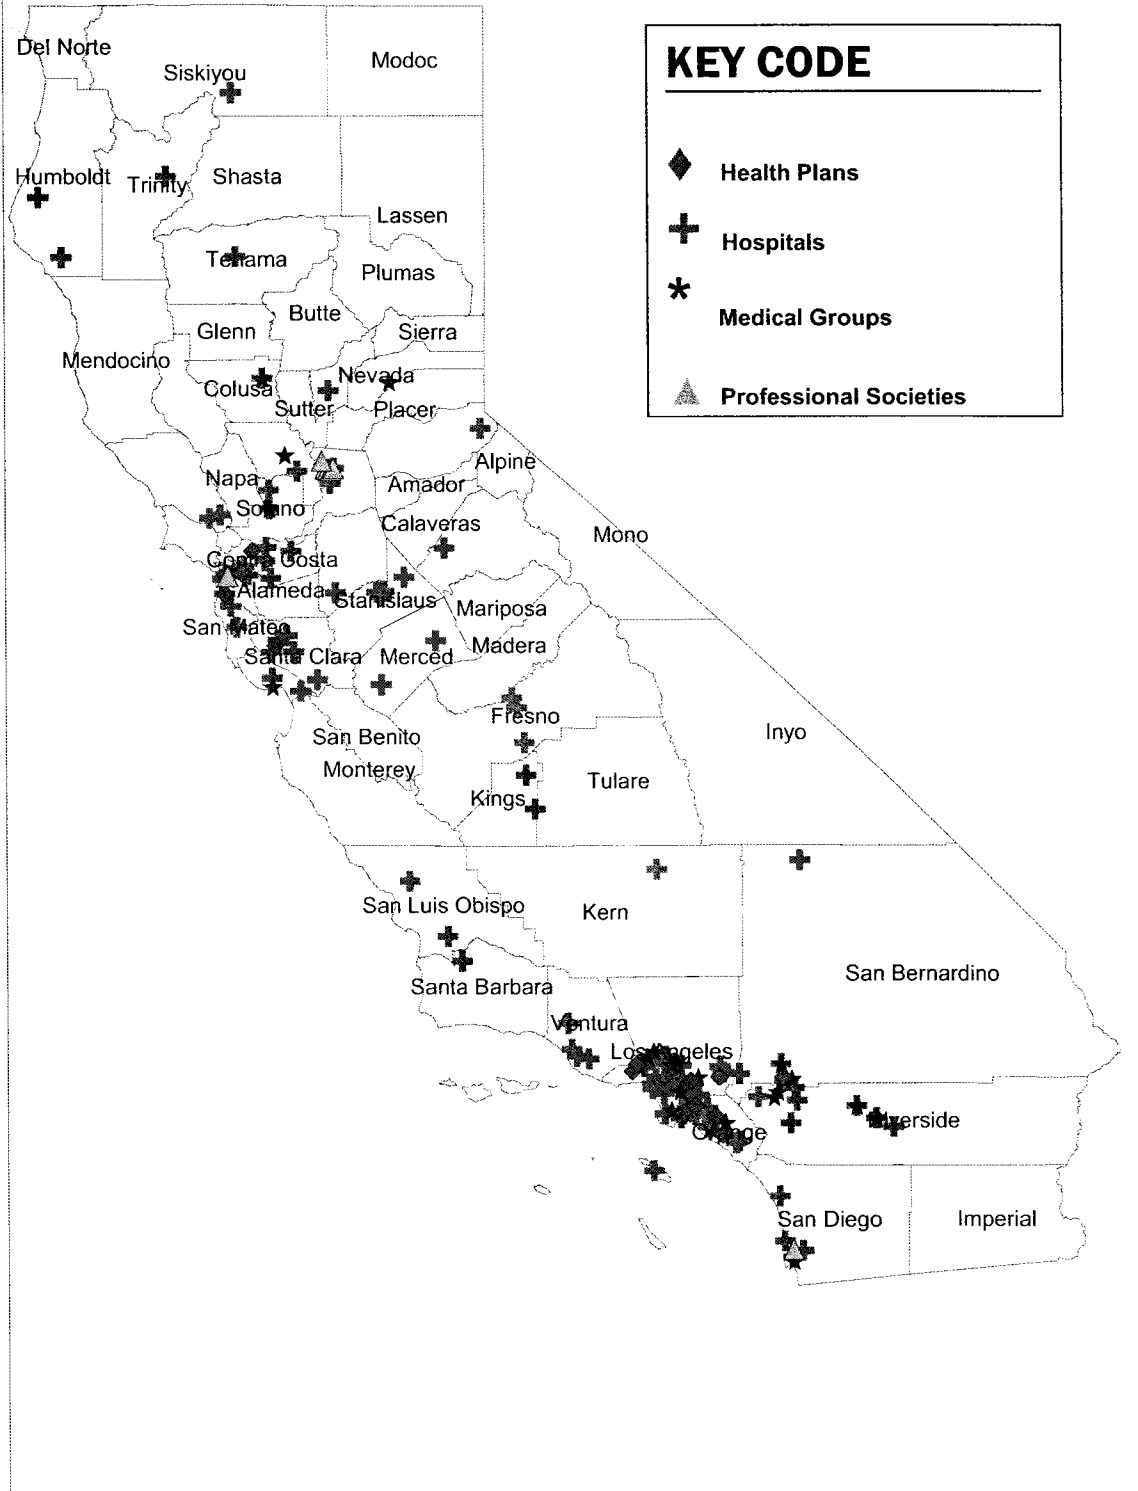 Del Norte
Siskiyou
Modoc
KEY CODE
Health Plans
Hospitals
Medical Groups
Professional Societies
Humboldt
Trinity
Shasta
Lassen
Tehama
Plumas
Butte
Glenn
Sierra
Mendocino
Colusa
Nevada
Sutter
Placer
Napa
Alpine
Amador
Solano
Calaveras
Mono
Contra Costa
Alameda
Stanislaus
Mariposa
San Mateo
Madera
Santa Clara
Merced
Fresno
San Benito
Inyo
Monterey
Tulare
Kings
San Luis Obispo
Kern
San Bernardino
Santa Barbara
Ventura
Los Angeles
Orange
Riverside
San Diego
Imperial